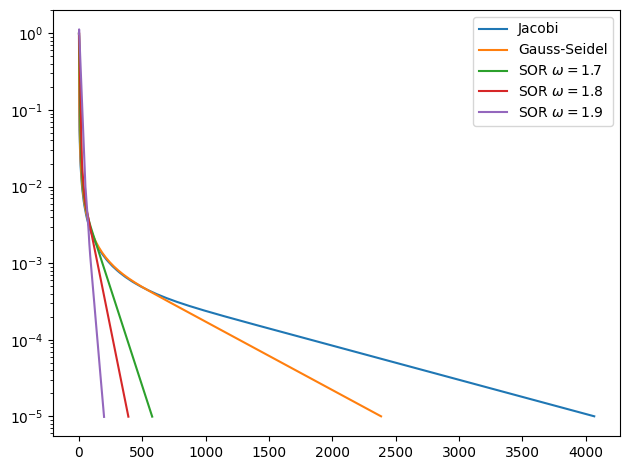 10⁰
10⁻¹
10⁻²
10⁻³
10⁻⁴
10⁻⁵
Jacobi
Gauss-Seidel
SOR ω = 1.7
SOR ω = 1.8
SOR ω = 1.9
0 500 1000 1500 2000 2500 3000 3500 4000